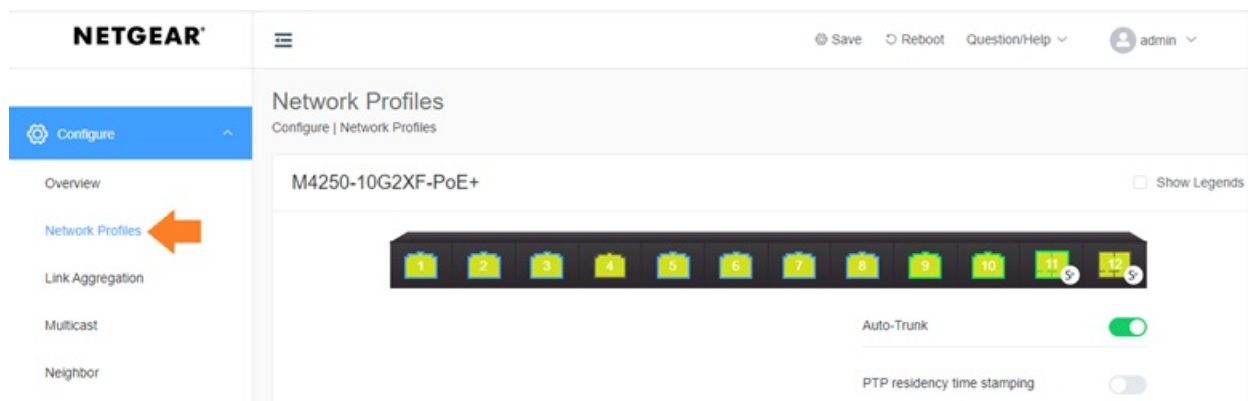 NETGEAR
Save Reboot Question/Help admin
Network Profiles
Configure | Network Profiles
Configure
Overview
Network Profiles
Link Aggregation
Multicast
Neighbor
M4250-10G2XF-PoE+
Show Legends
1 2 3 4 5 6 7 8 9 10 11 12
S+ S+
Auto-Trunk
PTP residency time stamping